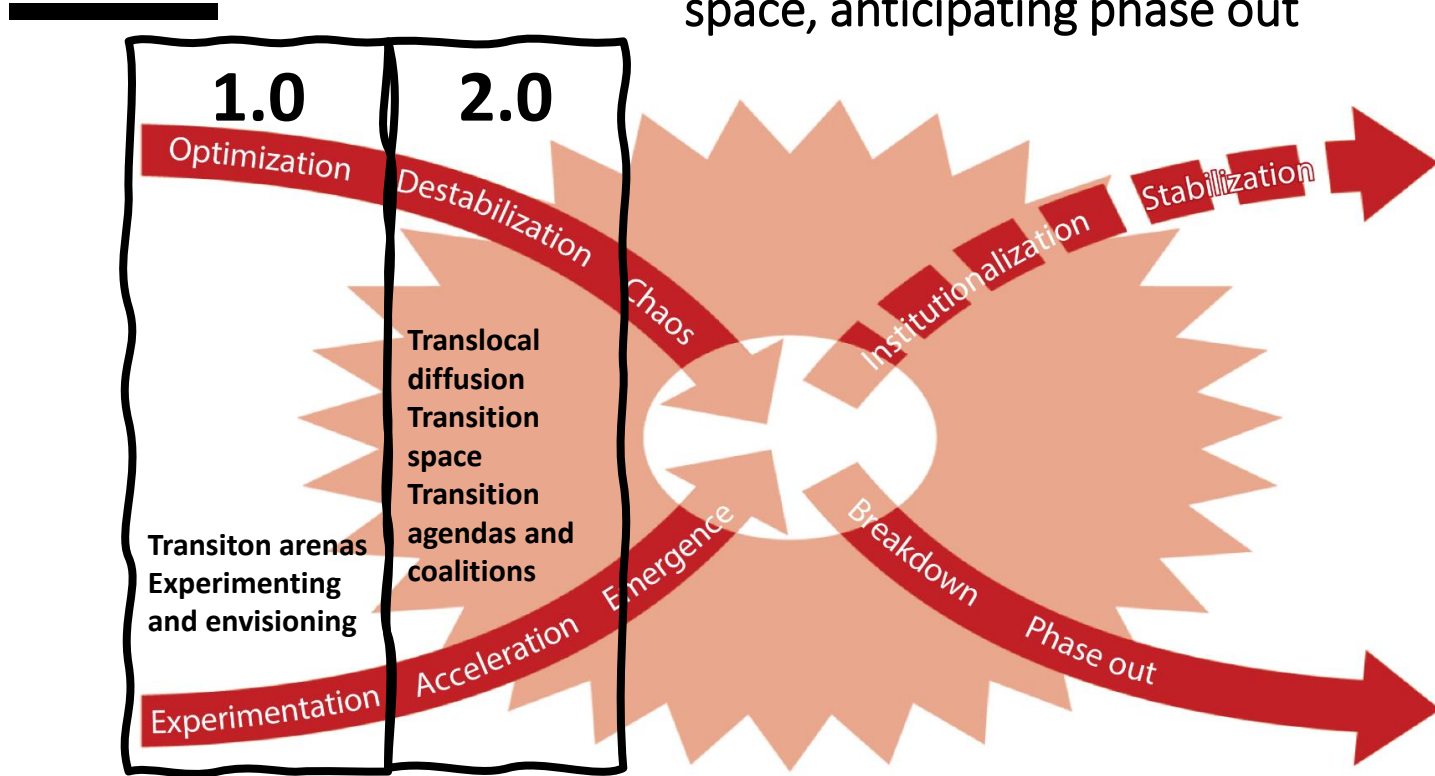 space, anticipating phase out
1.0
2.0
Optimization
Destabilization
Chaos
Institutionalization
Stabilization
Translocal
diffusion
Transition
space
Transition
agendas and
coalitions
Transiton arenas
Experimenting
and envisioning
Experimentation
Acceleration
Emergence
Breakdown
Phase out